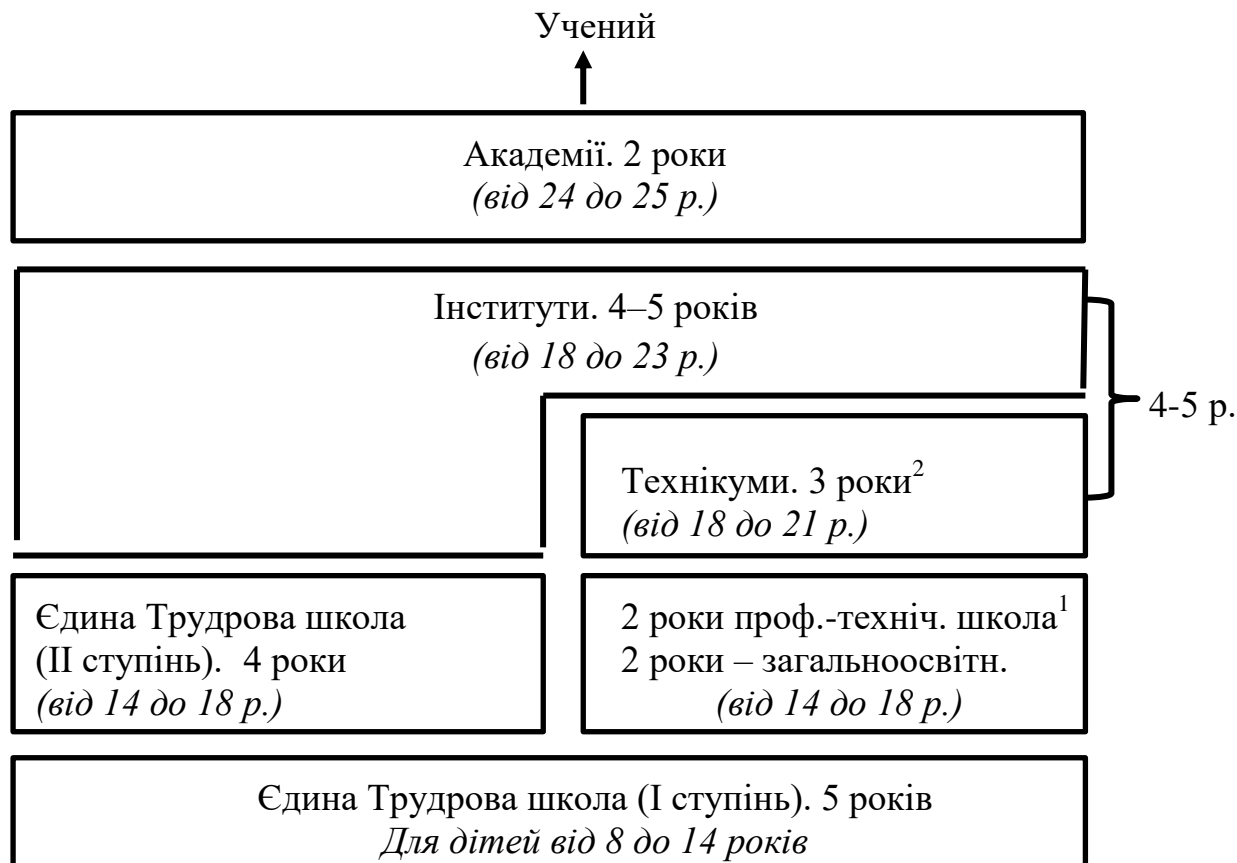 Учений
Академії. 2 роки
(від 24 до 25 р.)
Інститути. 4–5 років
(від 18 до 23 р.)
4-5 р.
Технікуми. 3 роки²
(від 18 до 21 р.)
Єдина Трудрова школа
(ІІ ступінь). 4 роки
(від 14 до 18 р.)
2 роки проф.-техніч. школа¹
2 роки – загальноосвітн.
(від 14 до 18 р.)
Єдина Трудрова школа (І ступінь). 5 років
Для дітей від 8 до 14 років